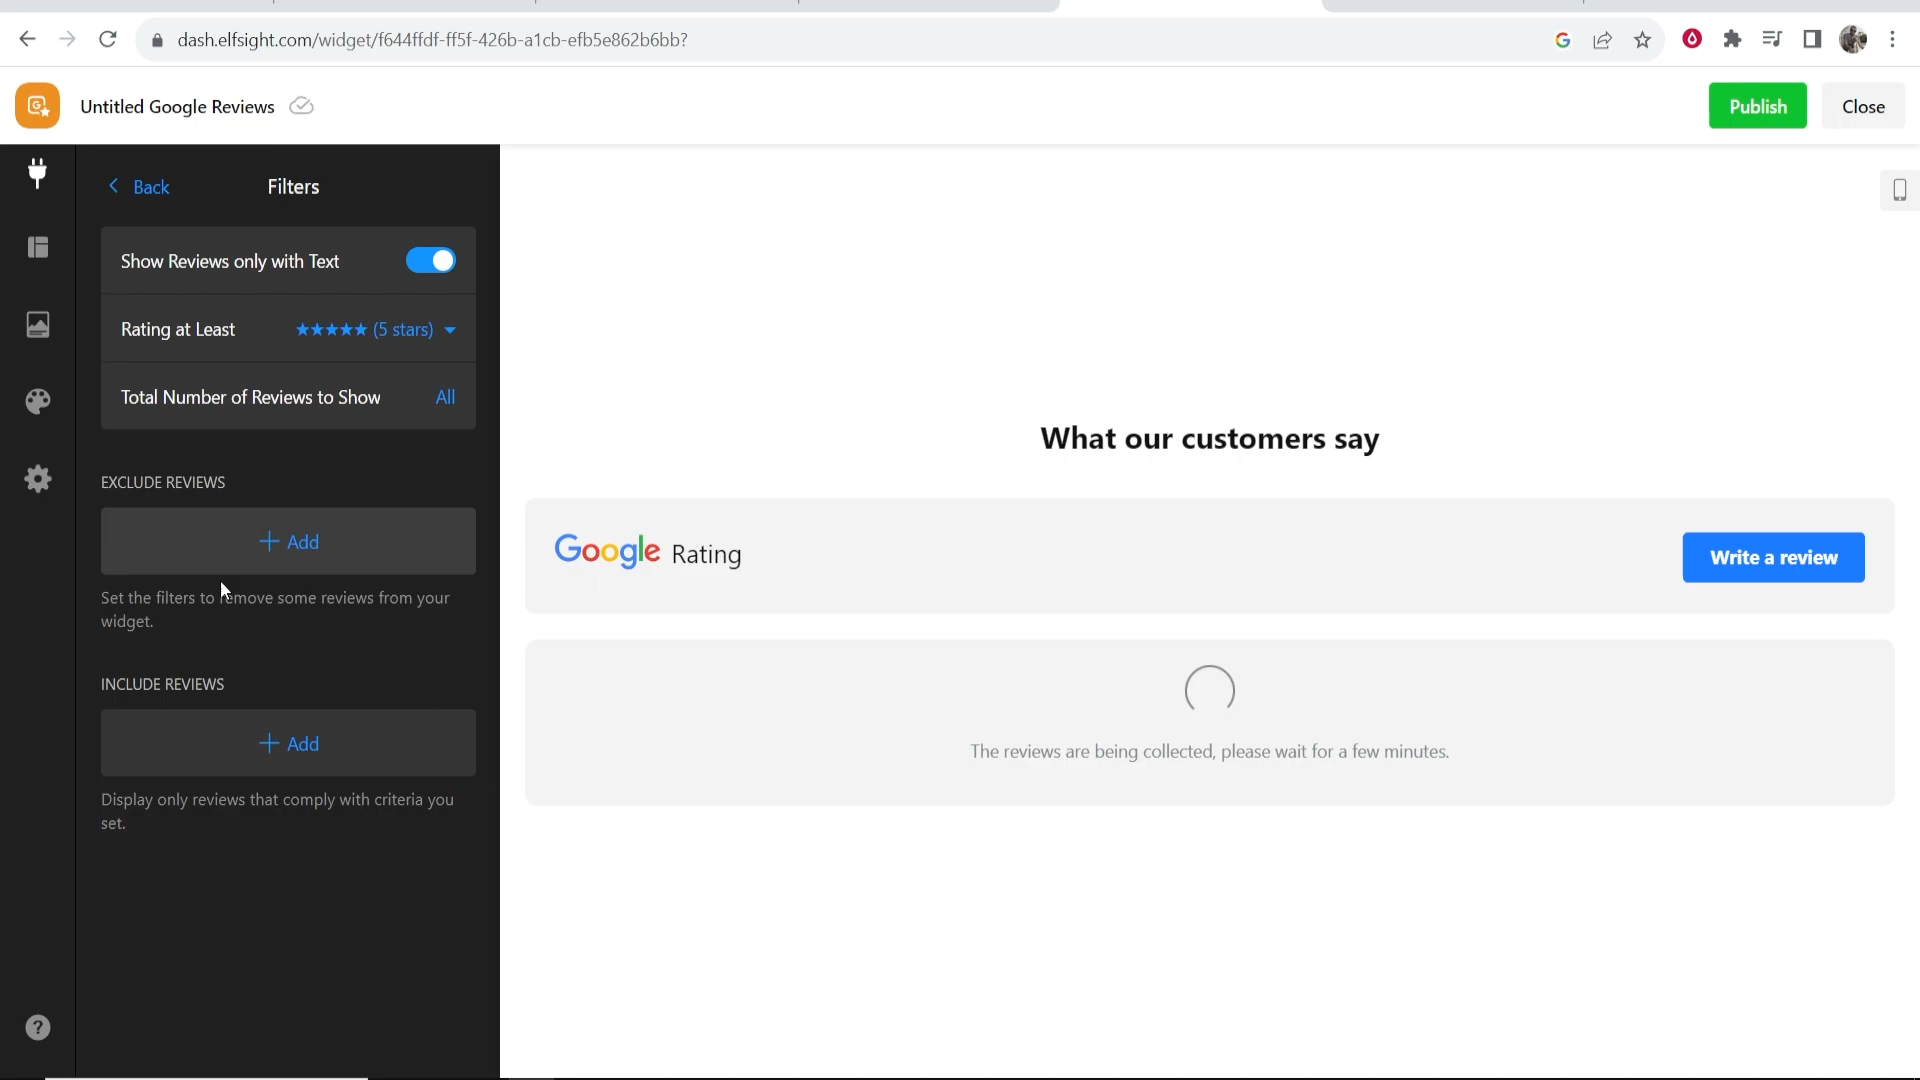 dash.elfsight.com/widget/f644ffdf-ff5f-426b-a1cb-efb5e862b6bb?
Untitled Google Reviews
Publish
Close
Back
Filters
Show Reviews only with Text
Rating at Least ★★★★★ (5 stars)
Total Number of Reviews to Show All
EXCLUDE REVIEWS
+ Add
Set the filters to remove some reviews from your
widget.
INCLUDE REVIEWS
+ Add
Display only reviews that comply with criteria you
set.
?
What our customers say
Google Rating
Write a review
The reviews are being collected, please wait for a few minutes.